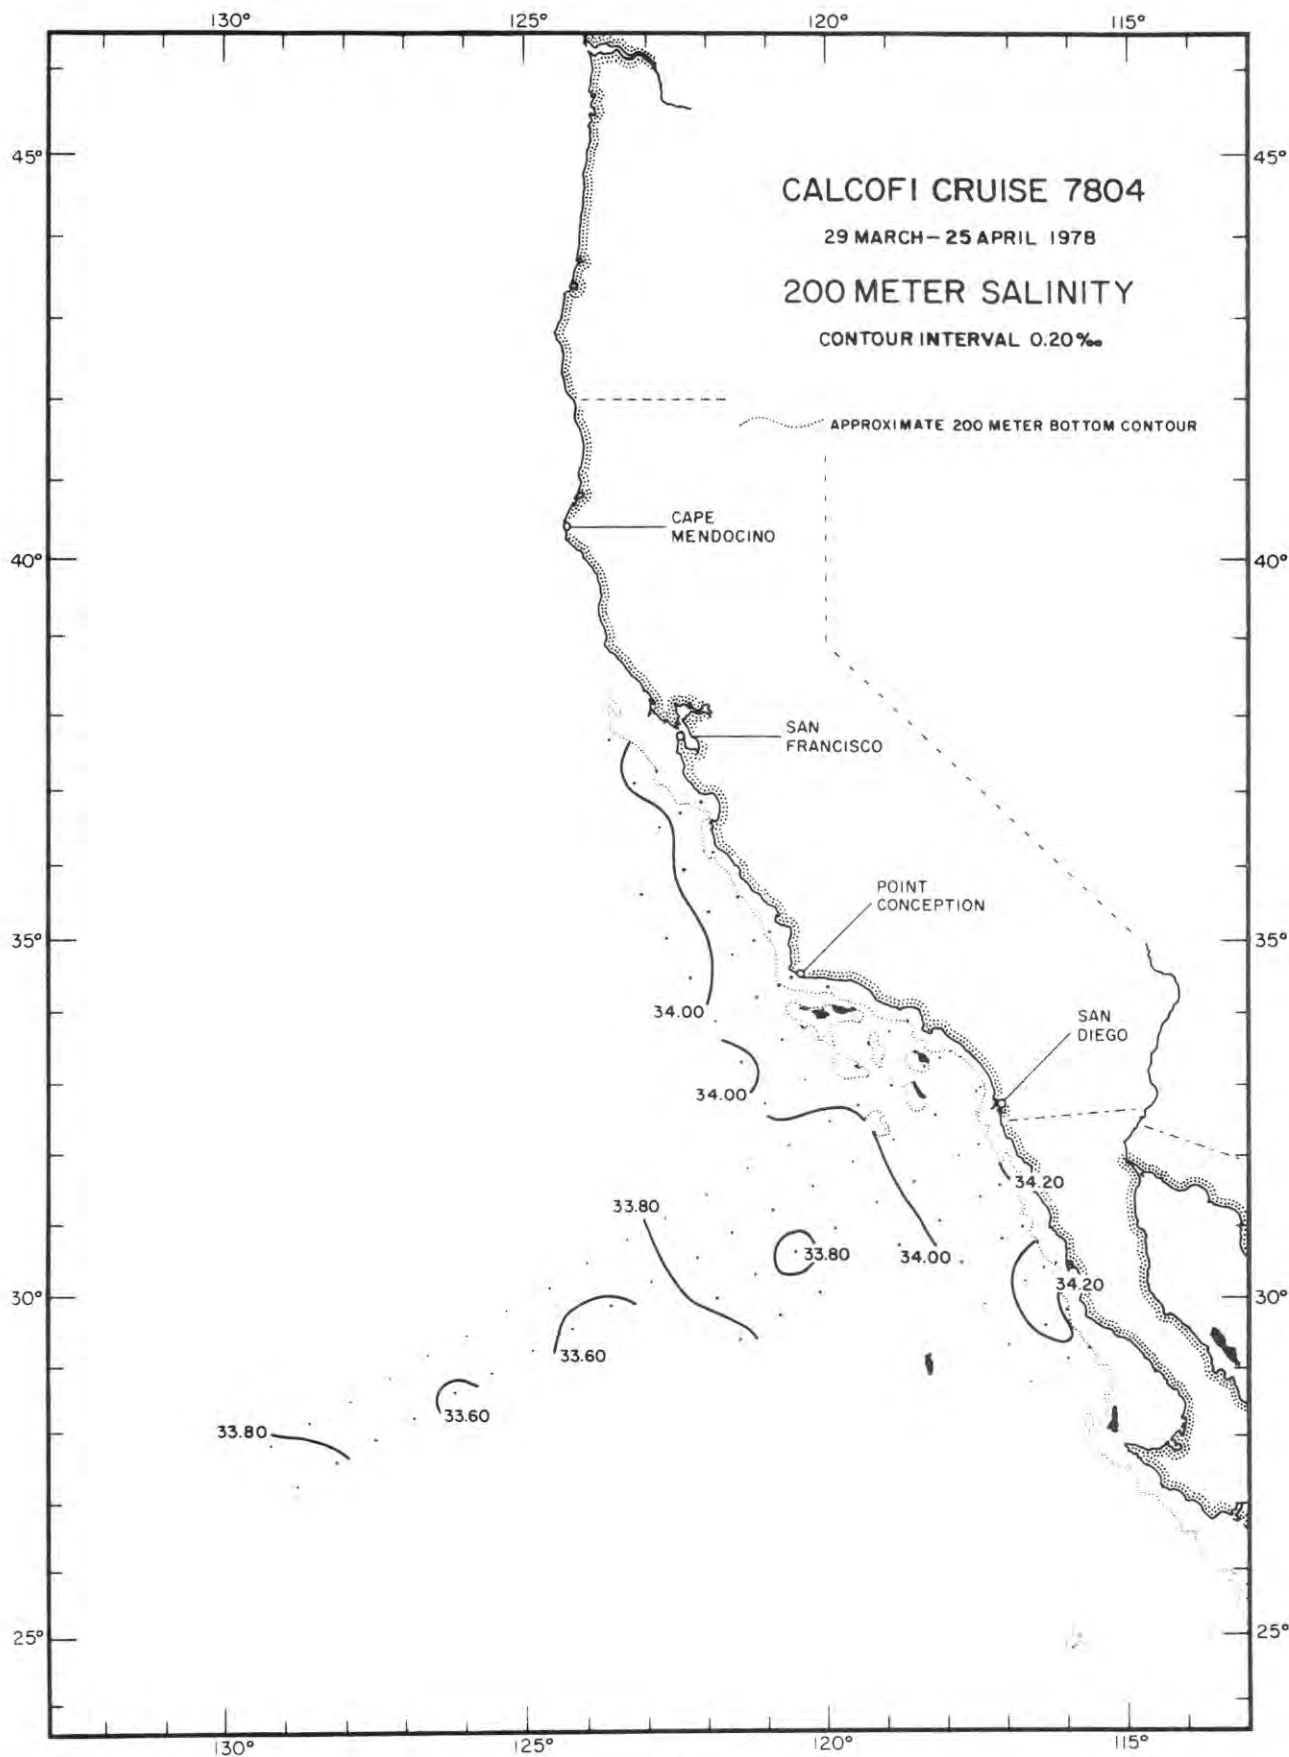 130°
125°
120°
115°
45°
45°
CALCOFI CRUISE 7804
29 MARCH–25 APRIL 1978
200 METER SALINITY
CONTOUR INTERVAL 0.20‰
APPROXIMATE 200 METER BOTTOM CONTOUR
CAPE
MENDOCINO
40°
40°
SAN
FRANCISCO
POINT
CONCEPTION
35°
35°
34.00
SAN
DIEGO
34.00
34.20
33.80
33.80
34.00
34.20
30°
30°
33.60
33.60
33.80
25°
25°
130°
125°
120°
115°